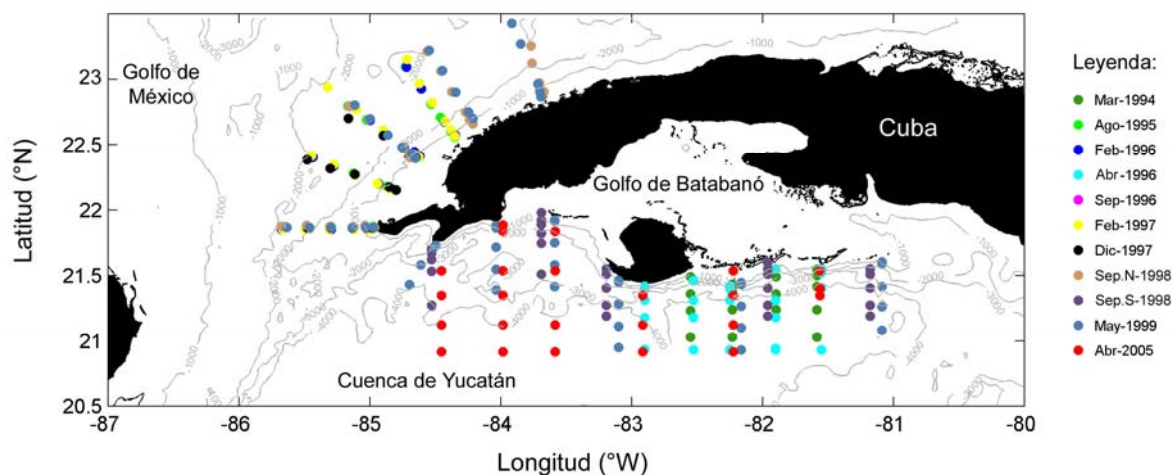 Golfo de
México
Cuba
Golfo de Batabanó
Cuenca de Yucatán
Latitud (°N)
23
22.5
22
21.5
21
20.5
-87
-86
-85
-84
-83
-82
-81
-80
Longitud (°W)
Leyenda:
Mar-1994
Ago-1995
Feb-1996
Abr-1996
Sep-1996
Feb-1997
Dic-1997
Sep.N-1998
Sep.S-1998
May-1999
Abr-2005